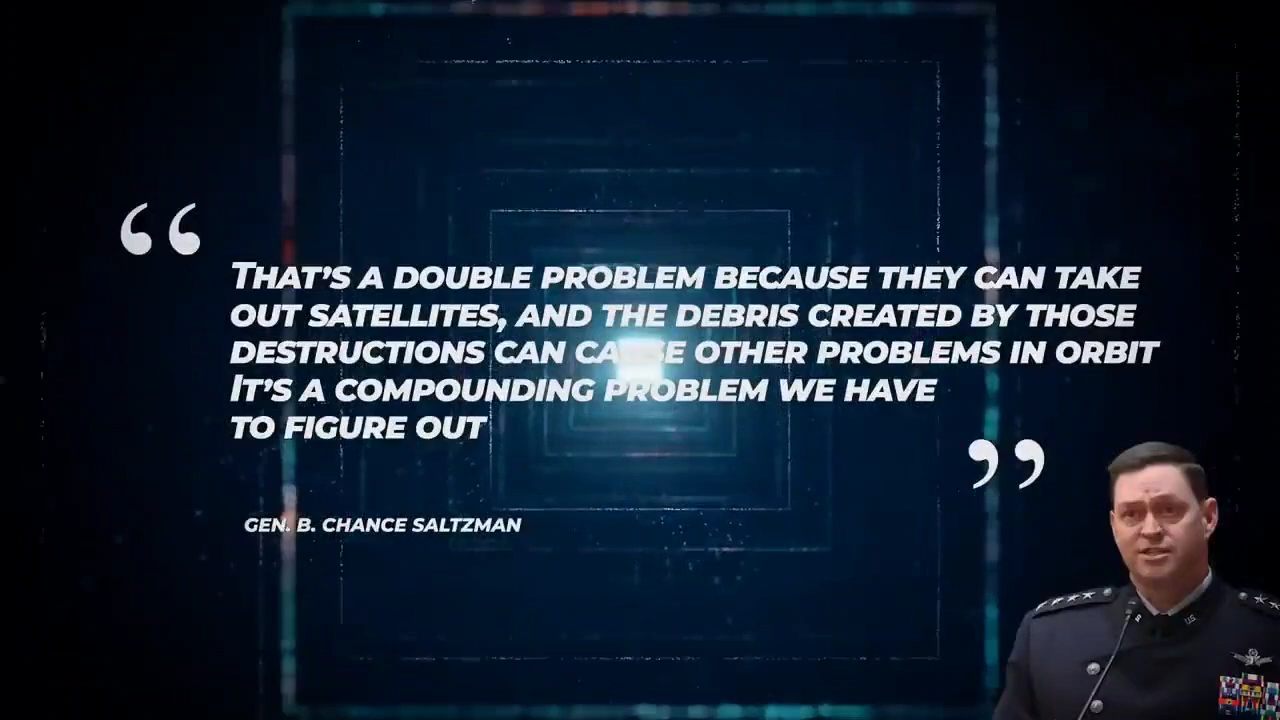 “
THAT’S A DOUBLE PROBLEM BECAUSE THEY CAN TAKE
OUT SATELLITES, AND THE DEBRIS CREATED BY THOSE
DESTRUCTIONS CAN CAUSE OTHER PROBLEMS IN ORBIT
IT’S A COMPOUNDING PROBLEM WE HAVE
TO FIGURE OUT
”
GEN. B. CHANCE SALTZMAN
U.S.